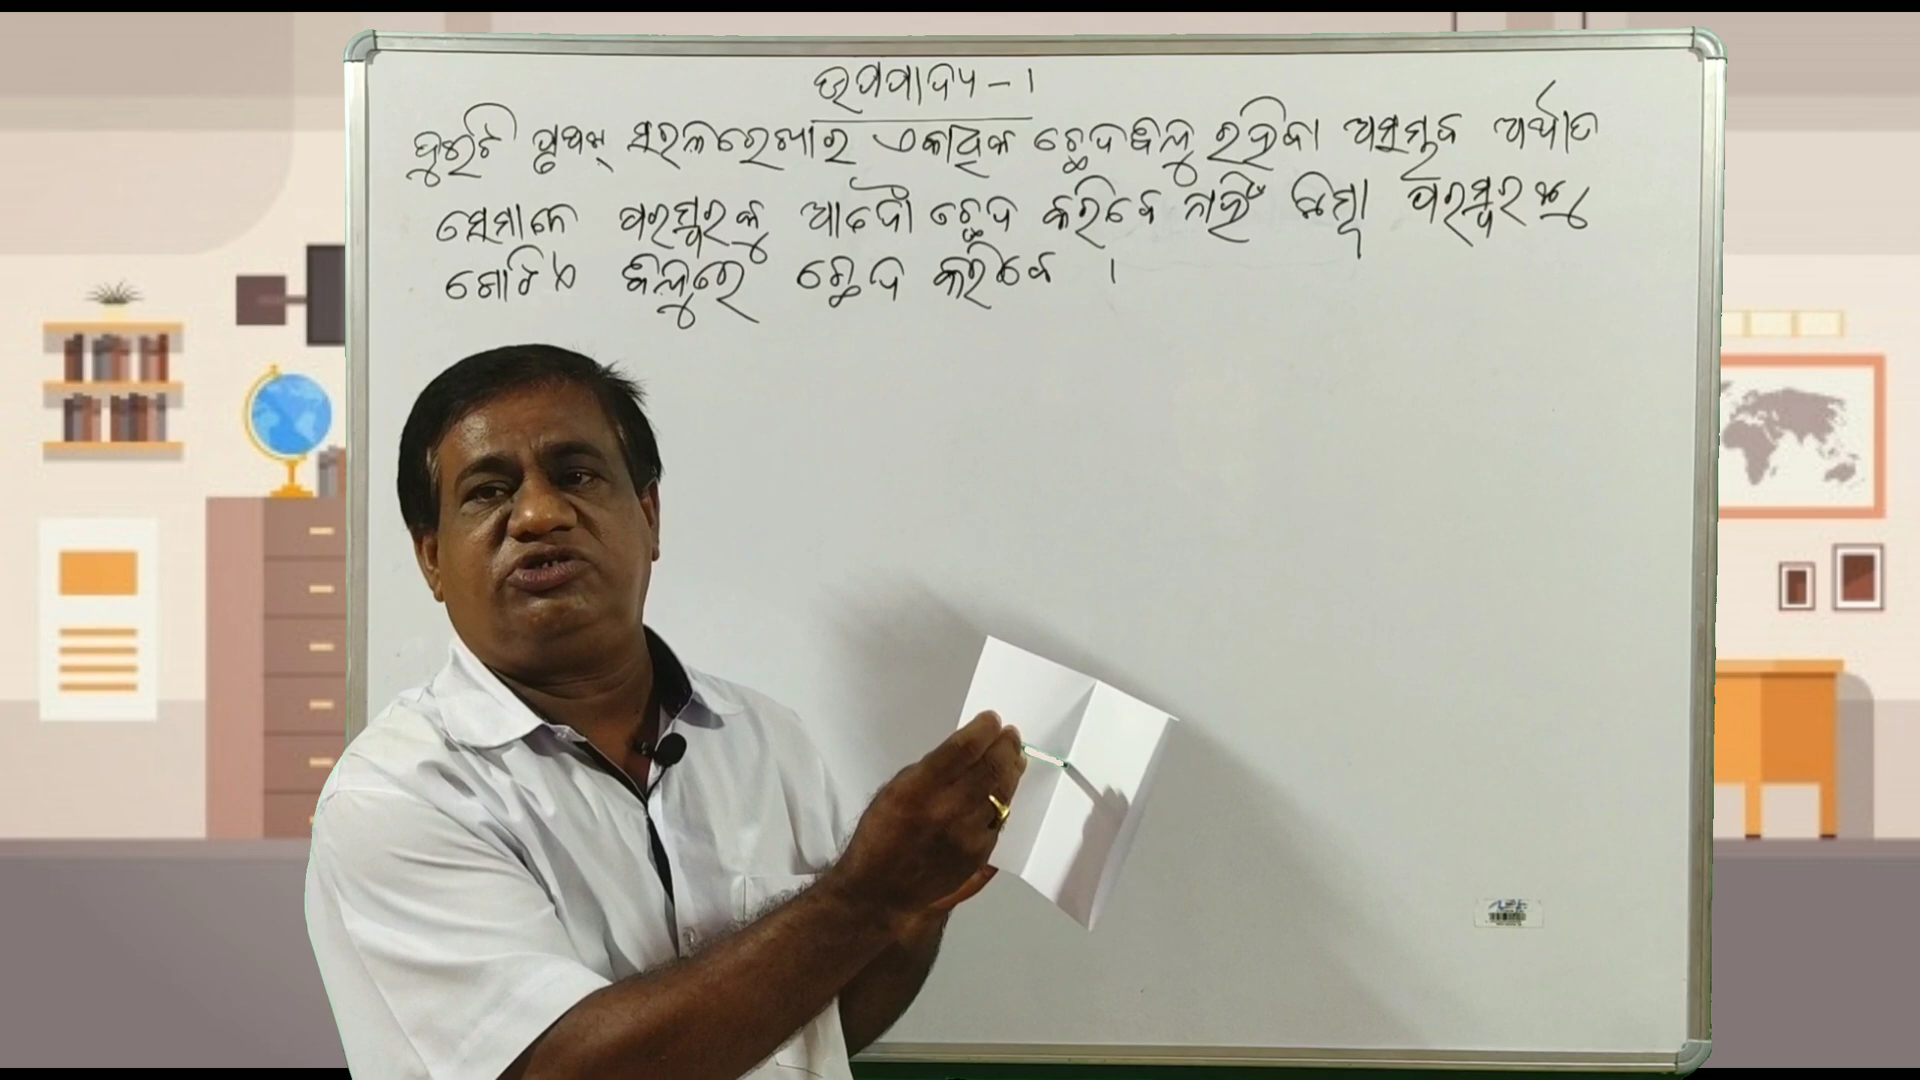 ଉପପାଦ୍ୟ - ୧
ଦୁଇଟି ପୃଥକ୍ ସରଳରେଖାର ଏକାଧିକ ଛେଦବିନ୍ଦୁ ରହିବା ଅସମ୍ଭବ ଅର୍ଥାତ
ସେମାନେ ପରସ୍ପରକୁ ଆଦୌ ଛେଦ କରିବେ ନାହିଁ କିମ୍ବା ପରସ୍ପରକୁ
ଗୋଟିଏ ବିନ୍ଦୁରେ ଛେଦ କରିବେ ।